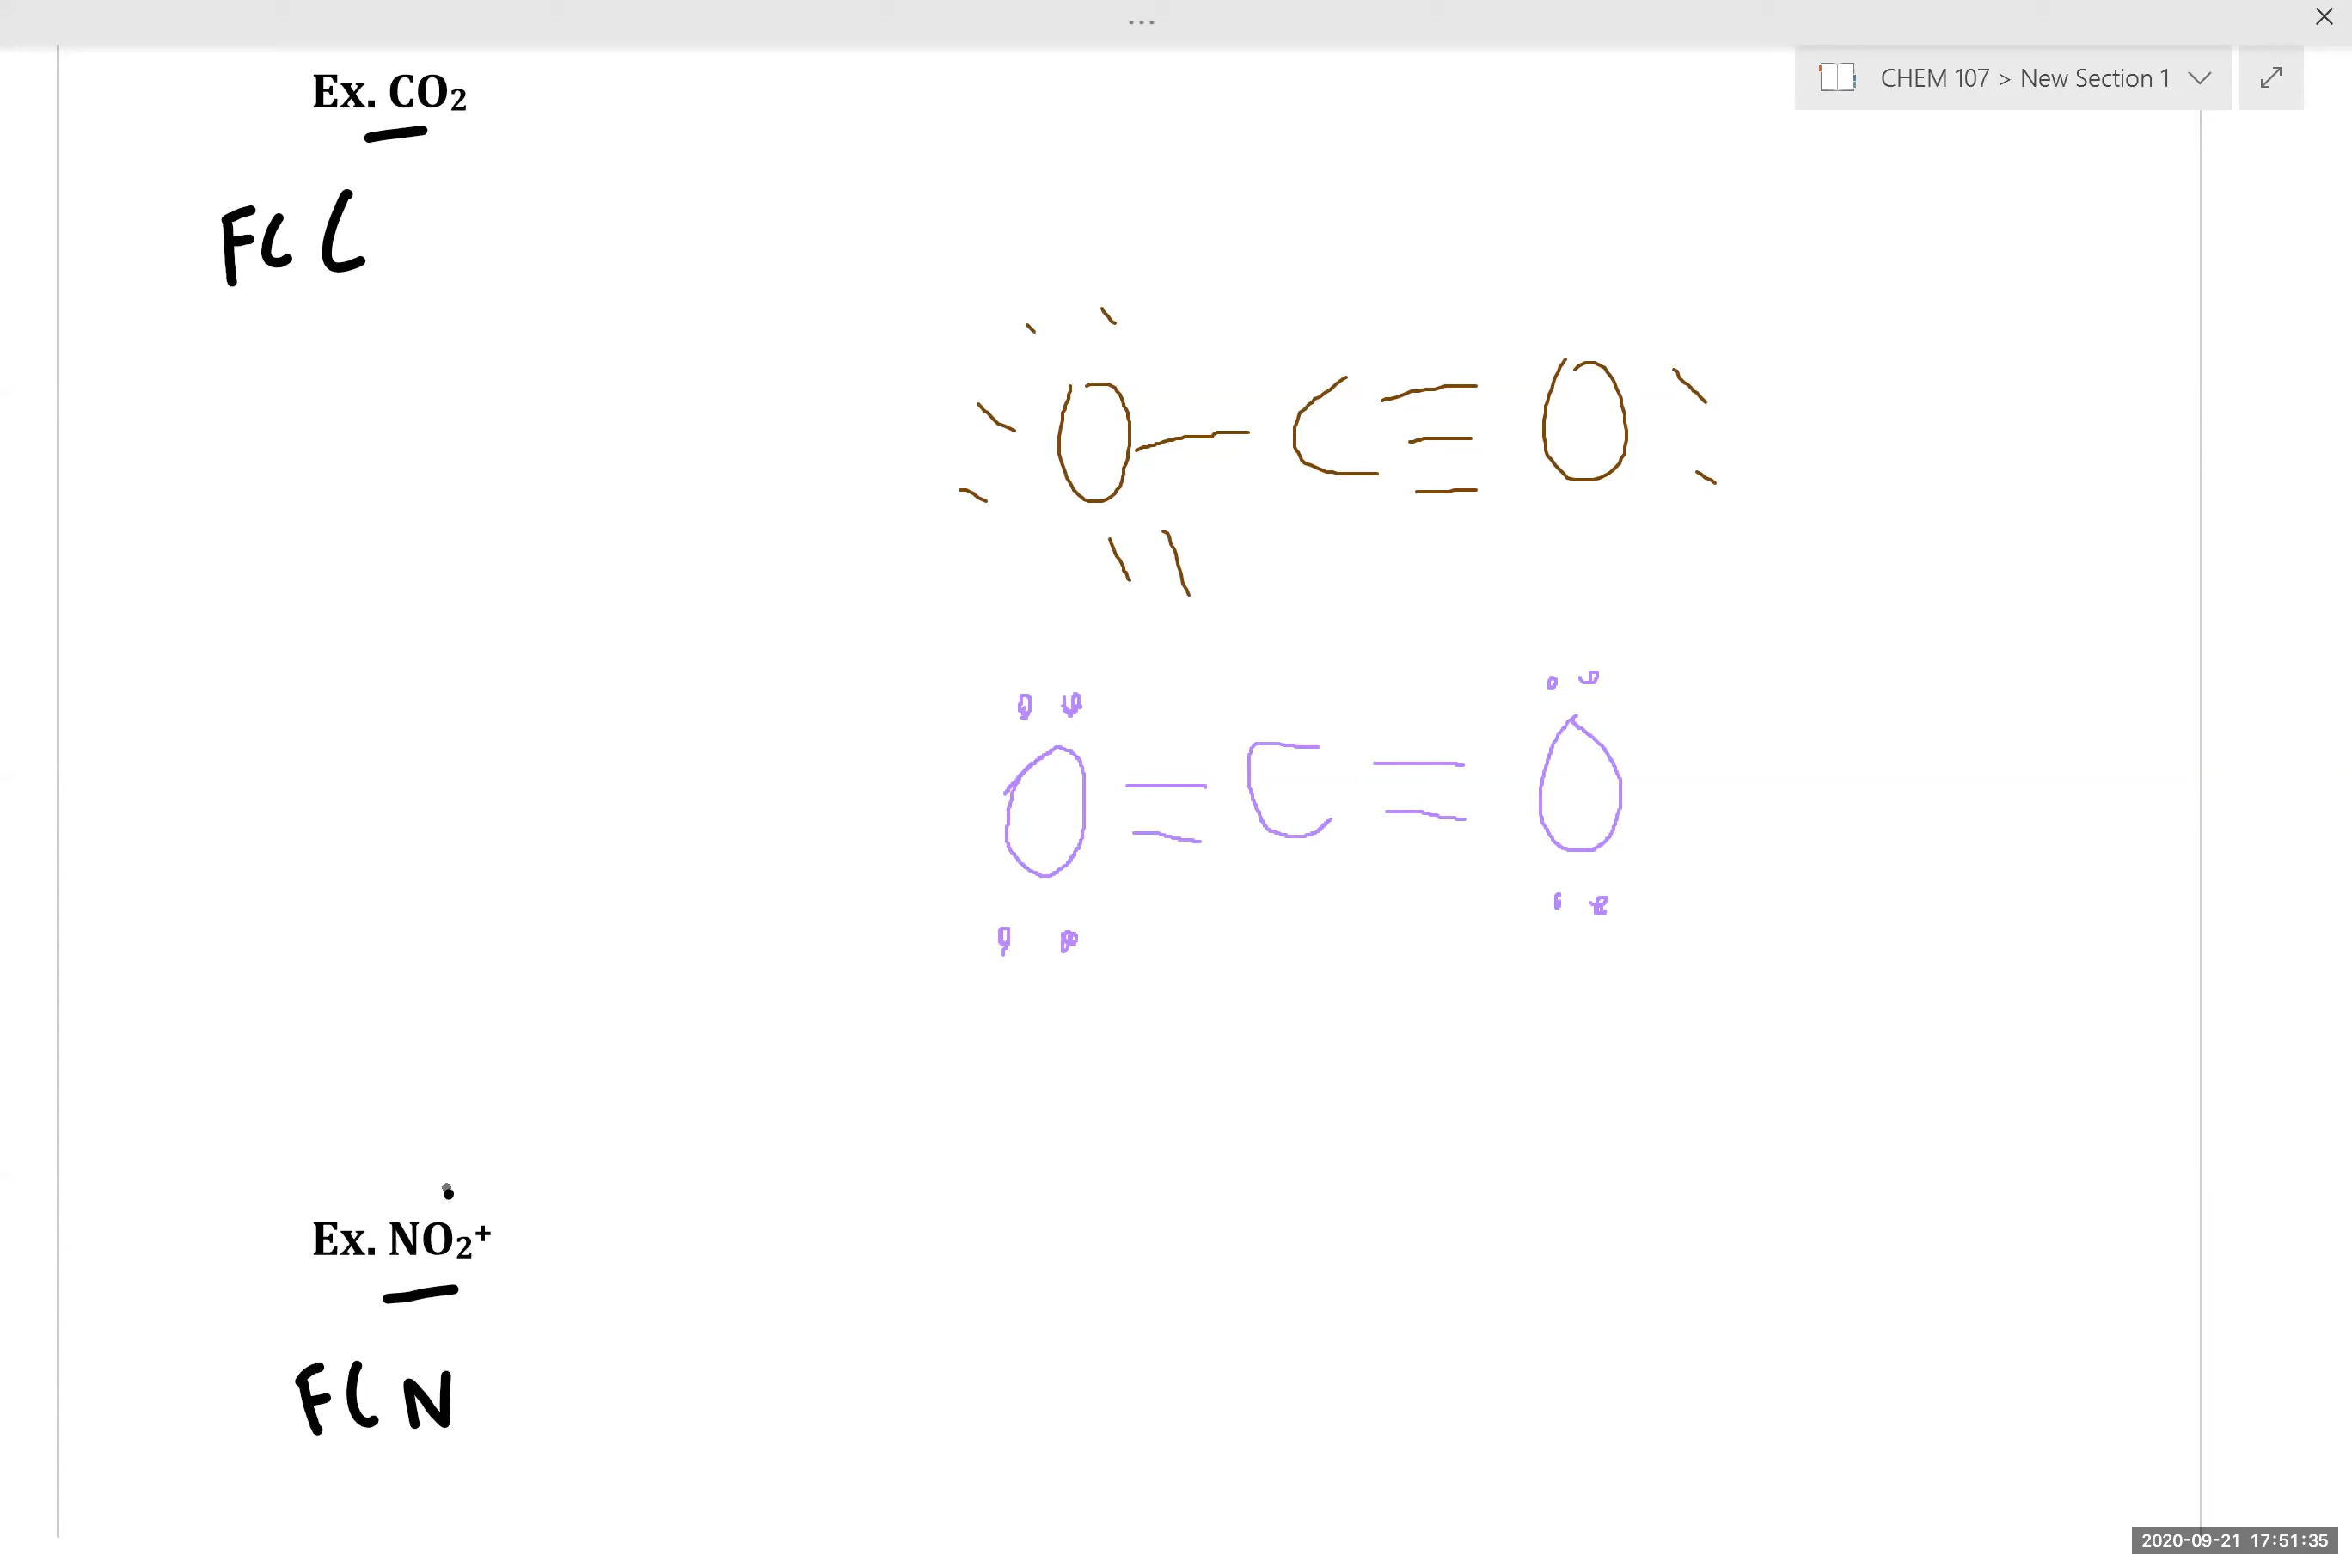 ...
CHEM 107 > New Section 1
Ex. CO₂
FC C
O - C ≡ O
O = C = O
Ex. NO₂⁺
FC N
2020-09-21 17:51:35